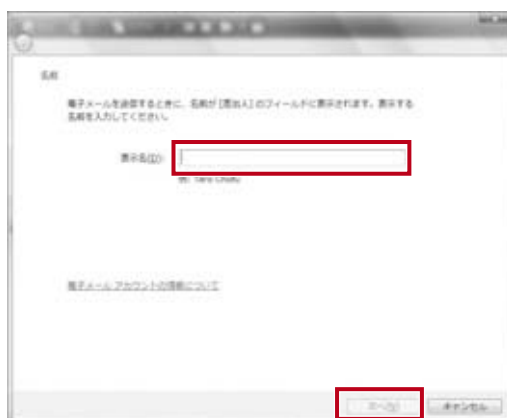 名前
電子メールを送信するときに、名前が [差出人] のフィールドに表示されます。表示する
名前を入力してください。
表示名(D):
例: Taro Chofu
電子メール アカウントの情報について
次へ(N)
キャンセル